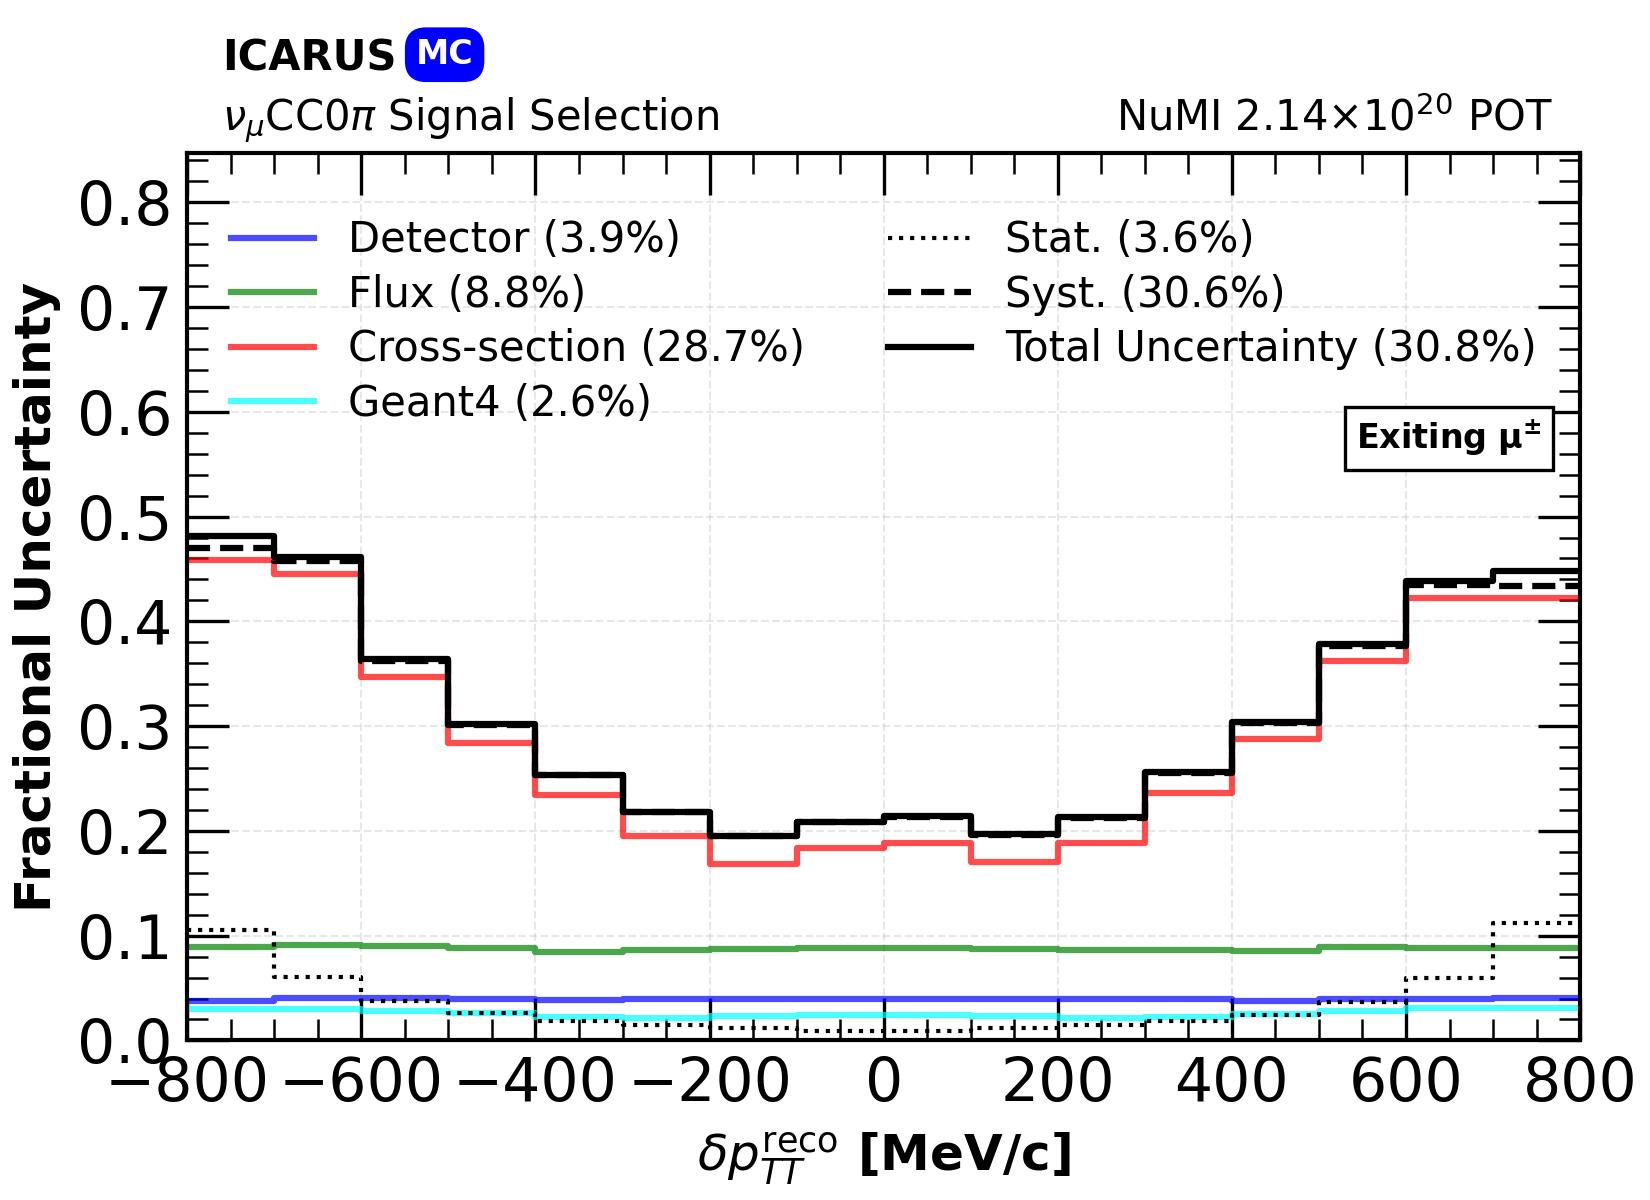 ICARUS MC
νμCC0π Signal Selection NuMI 2.14×10²⁰ POT
Detector (3.9%) Stat. (3.6%)
Flux (8.8%) Syst. (30.6%)
Cross-section (28.7%) Total Uncertainty (30.8%)
Geant4 (2.6%)
Exiting μ±
Fractional Uncertainty
0.8
0.7
0.6
0.5
0.4
0.3
0.2
0.1
0.0
−800 −600 −400 −200 0 200 400 600 800
δp_TT^reco [MeV/c]